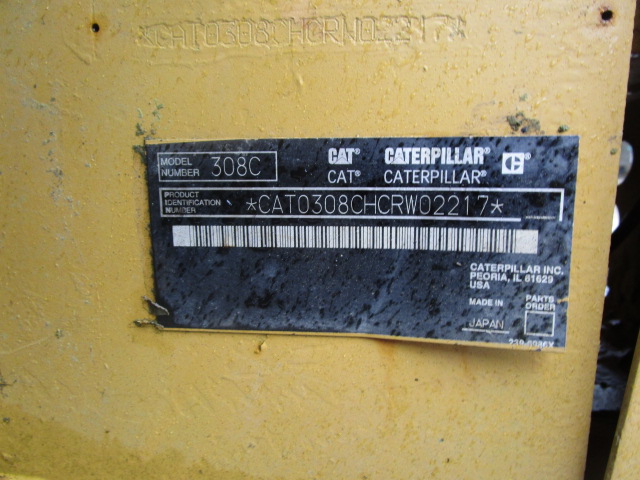 *CAT0308CHCRW02217*
MODEL NUMBER 308C
CAT® CATERPILLAR® C®
CAT® CATERPILLAR®
PRODUCT IDENTIFICATION NUMBER *CAT0308CHCRW02217*
CATERPILLAR INC.
PEORIA, IL 61629
USA
MADE IN
JAPAN
PARTS ORDER